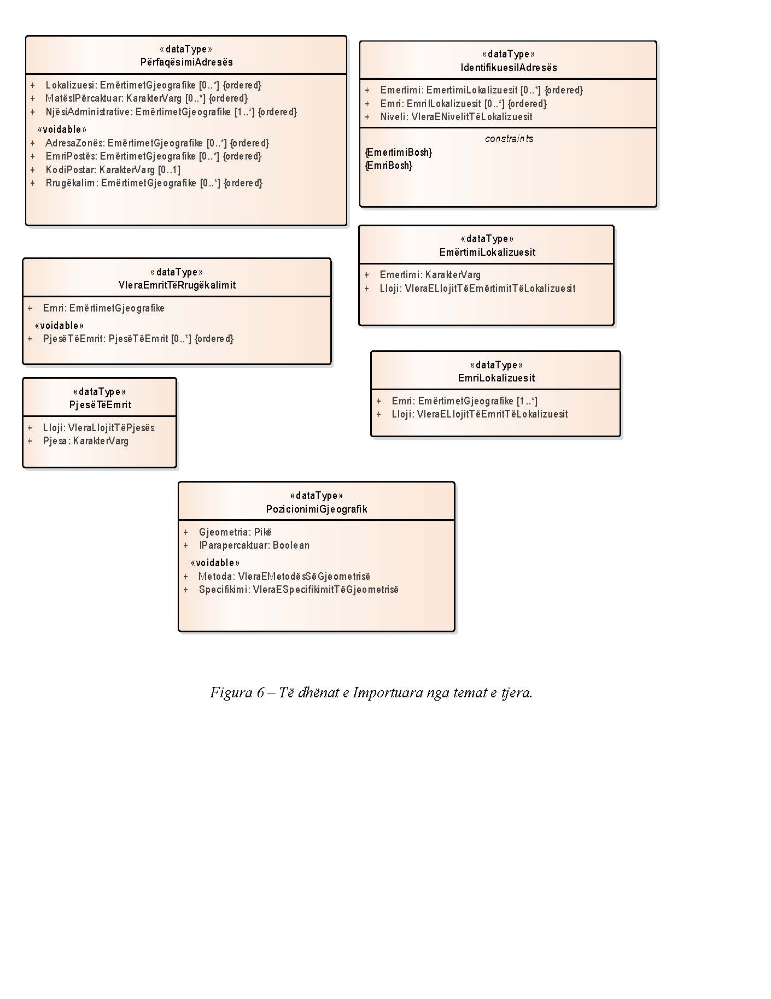 «dataType»
PërfaqësimiAdresës
+ Lokalizuesi: EmërtimetGjeografike [0..*] {ordered}
+ MatësIPërcaktuar: KarakterVarg [0..*] {ordered}
+ NjësiAdministrative: EmërtimetGjeografike [1..*] {ordered}
«voidable»
+ AdresaZonës: EmërtimetGjeografike [0..*] {ordered}
+ EmriPostës: EmërtimetGjeografike [0..*] {ordered}
+ KodiPostar: KarakterVarg [0..1]
+ Rrugëkalim: EmërtimetGjeografike [0..*] {ordered}
«dataType»
IdentifikuesiIAdresës
+ Emertimi: EmertimiLokalizuesit [0..*] {ordered}
+ Emri: EmriILokalizuesit [0..*] {ordered}
+ Niveli: VleraENivelitTëLokalizuesit
constraints
{EmertimiBosh}
{EmriBosh}
«dataType»
EmërtimiLokalizuesit
+ Emertimi: KarakterVarg
+ Lloji: VleraELlojitTëEmërtimitTëLokalizuesit
«dataType»
VleraEmritTëRrugëkalimit
+ Emri: EmërtimetGjeografike
«voidable»
+ PjesëTëEmrit: PjesëTëEmrit [0..*] {ordered}
«dataType»
EmriLokalizuesit
+ Emri: EmërtimetGjeografike [1..*]
+ Lloji: VleraELlojitTëEmritTëLokalizuesit
«dataType»
PjesëTëEmrit
+ Lloji: VleraLlojitTëPjesës
+ Pjesa: KarakterVarg
«dataType»
PozicionimiGjeografik
+ Gjeometria: Pikë
+ IParapercaktuar: Boolean
«voidable»
+ Metoda: VleraEMetodësSëGjeometrisë
+ Specifikimi: VleraESpecifikimitTëGjeometrisë
Figura 6 – Të dhënat e Importuara nga temat e tjera.